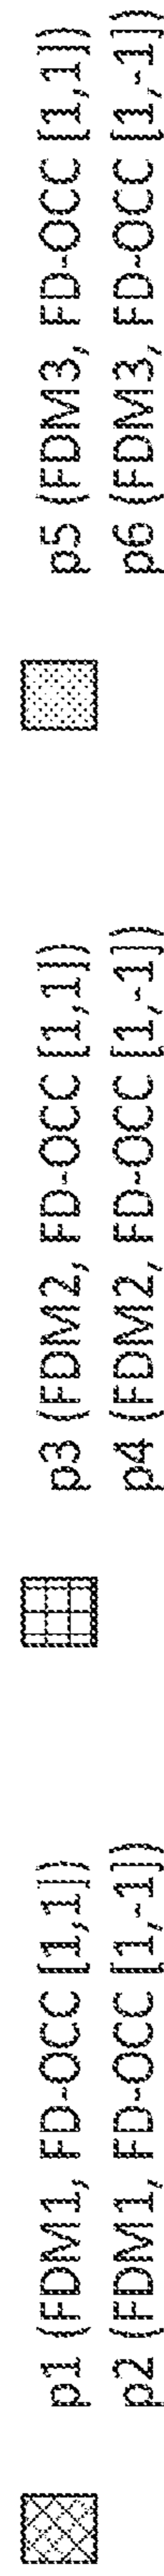 p1 (FDM1, FD-OCC [1,1])
p2 (FDM1, FD-OCC [1,-1])
p3 (FDM2, FD-OCC [1,1])
p4 (FDM2, FD-OCC [1,-1])
p5 (FDM3, FD-OCC [1,1])
p6 (FDM3, FD-OCC [1,-1])